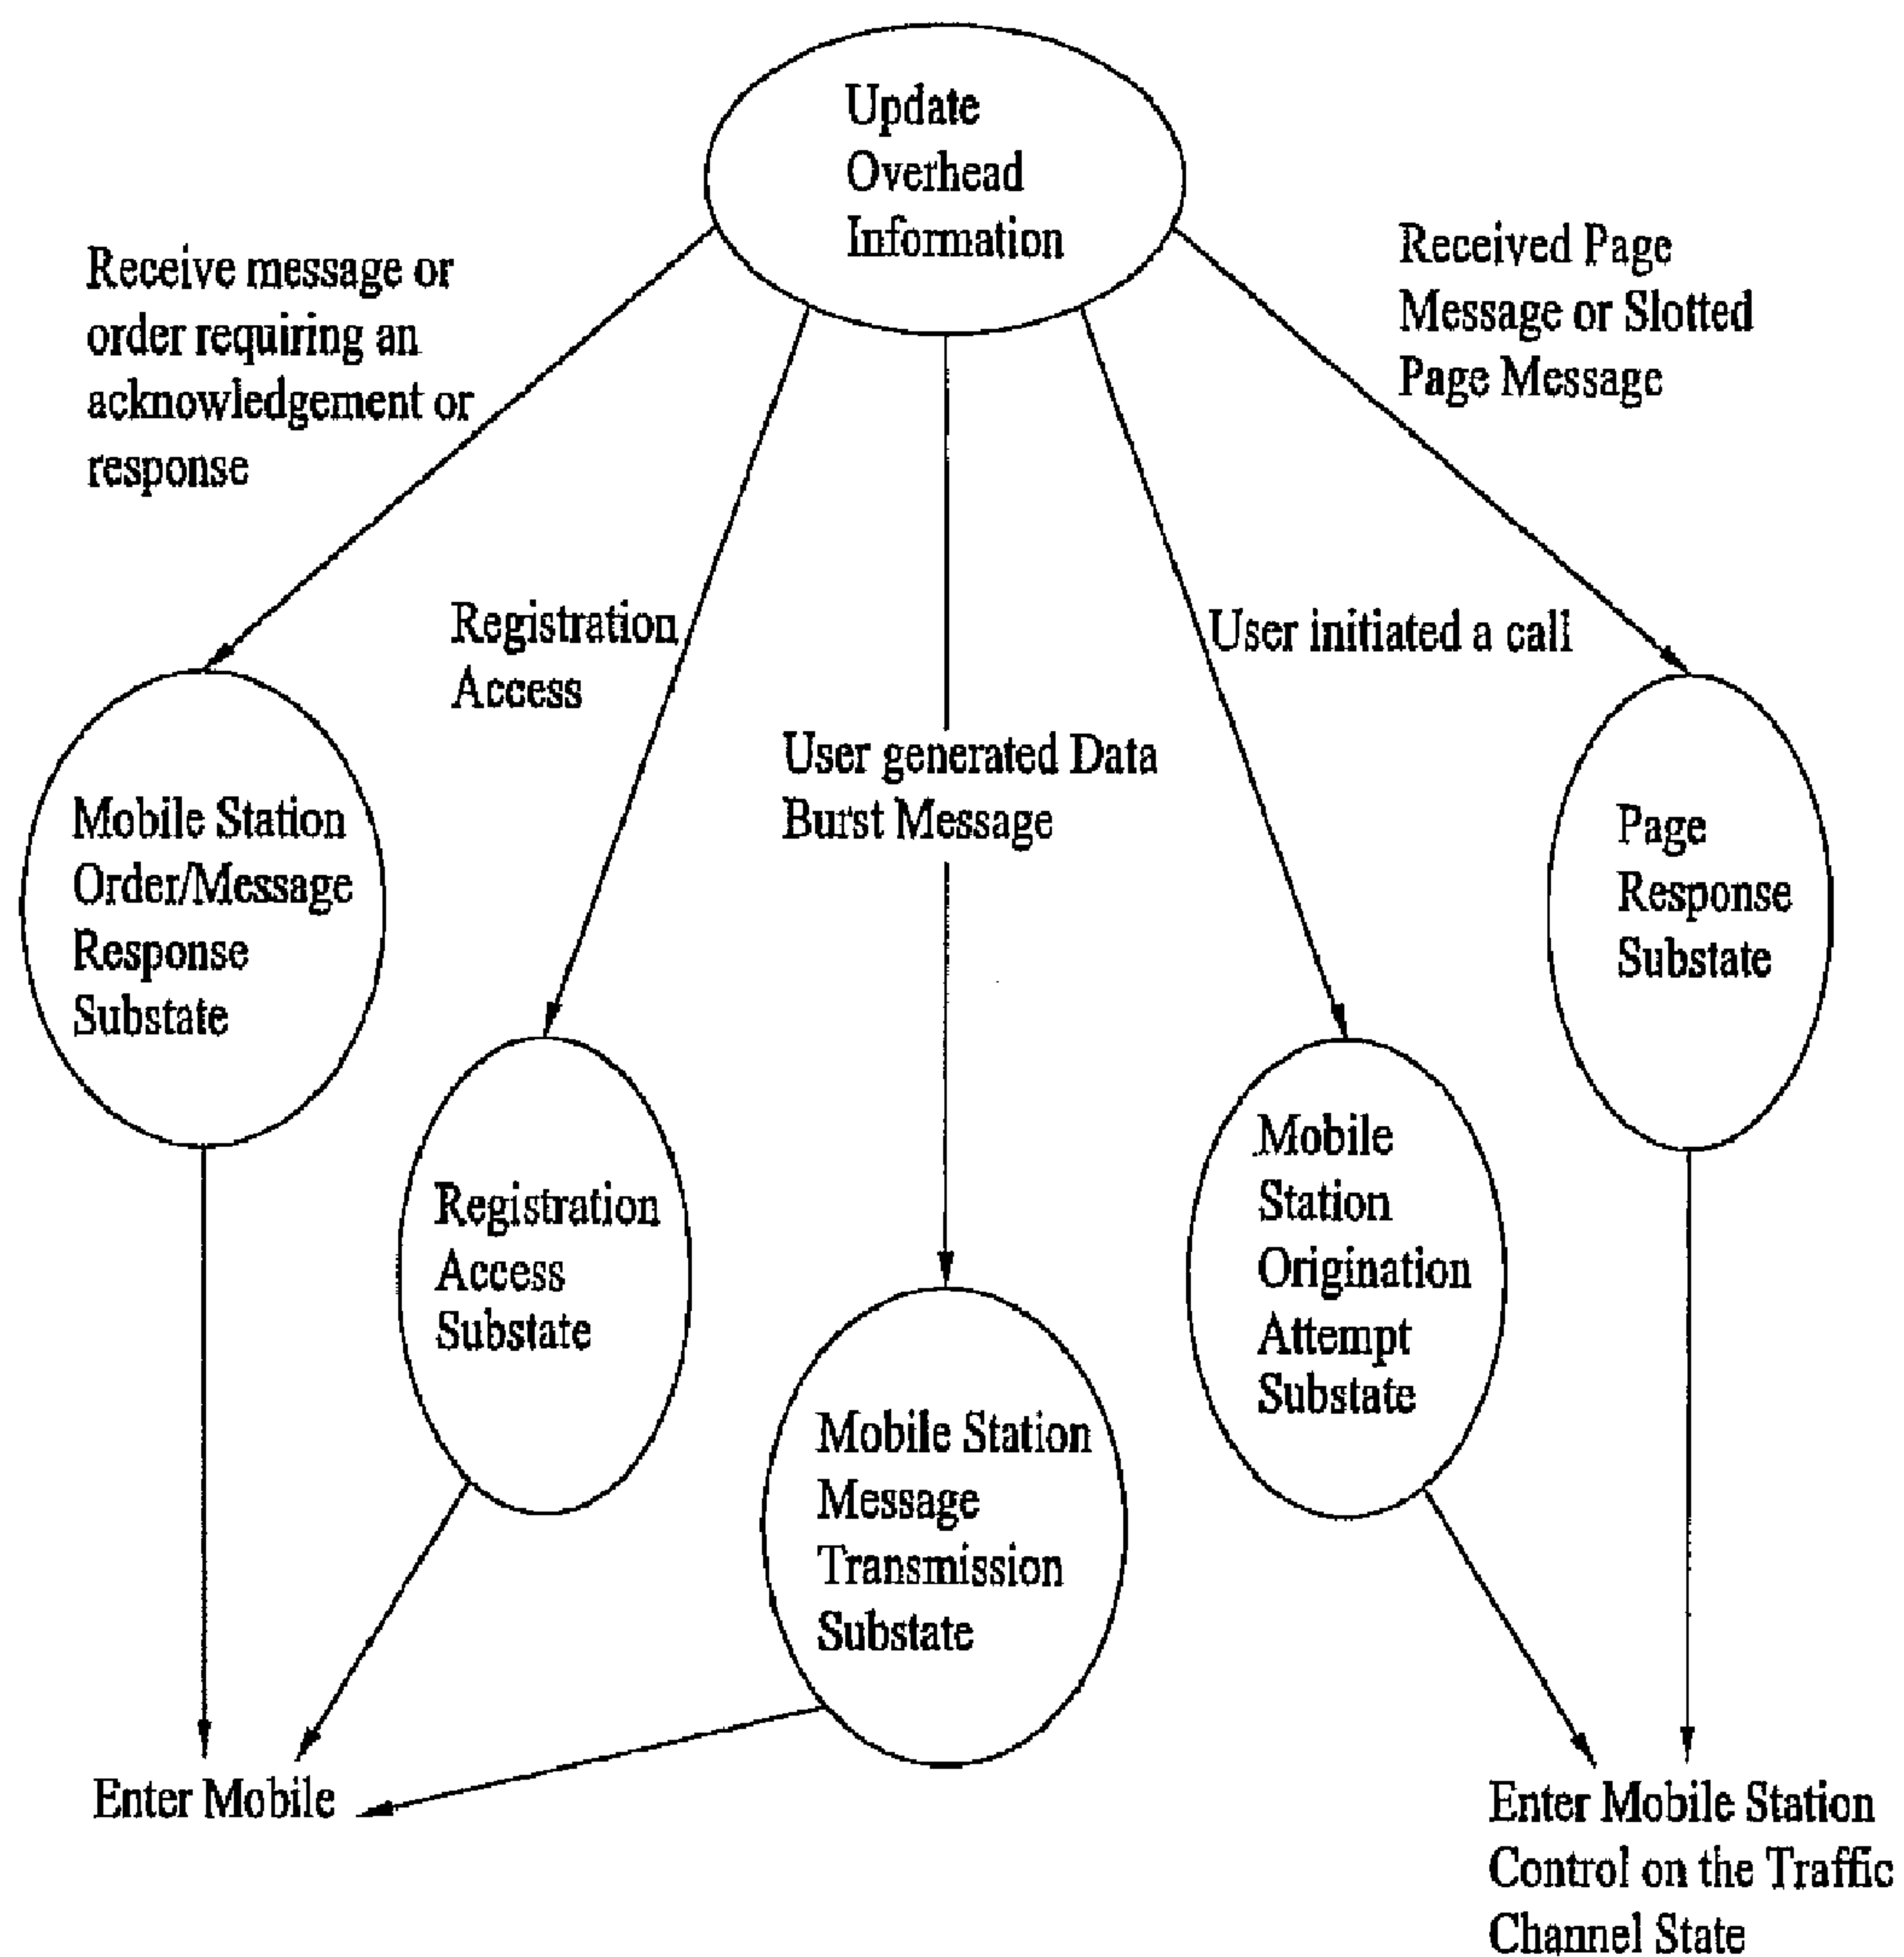 Update
Overhead
Information
Receive message or
order requiring an
acknowledgement or
response
Received Page
Message or Slotted
Page Message
Registration
Access
User initiated a call
User generated Data
Burst Message
Mobile Station
Order/Message
Response
Substate
Page
Response
Substate
Registration
Access
Substate
Mobile
Station
Origination
Attempt
Substate
Mobile Station
Message
Transmission
Substate
Enter Mobile
Enter Mobile Station
Control on the Traffic
Channel State